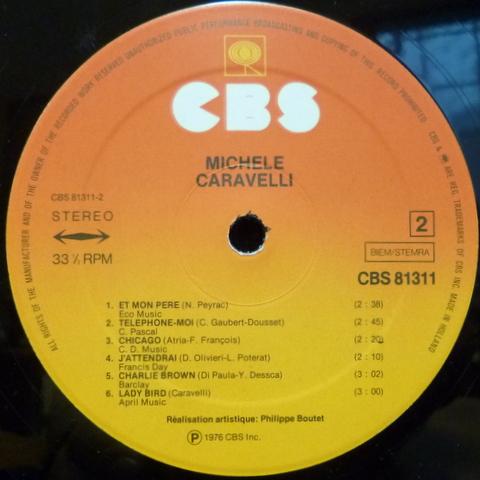 ALL RIGHTS OF THE MANUFACTURER AND OF THE OWNER OF THE RECORDED WORK RESERVED UNAUTHORIZED PUBLIC PERFORMANCE BROADCASTING AND COPYING OF THIS RECORD PROHIBITED
CBS & ARE REG. TRADEMARKS OF CBS INC. MADE IN HOLLAND
CBS
MICHELE
CARAVELLI
CBS 81311-2
STEREO
33 ⅓ RPM
2
BIEM/STEMRA
CBS 81311
1. ET MON PERE (N. Peyrac) (2 : 38)
Eco Music
2. TELEPHONE-MOI (C. Gaubert-Dousset) (2 : 45)
C. Pascal
3. CHICAGO (Atria-F. François) (2 : 20)
C. D. Music
4. J'ATTENDRAI (D. Olivieri-L. Poterat) (2 : 10)
Francis Day
5. CHARLIE BROWN (Di Paula-Y. Dessca) (3 : 02)
Barclay
6. LADY BIRD (Caravelli) (3 : 00)
April Music
Réalisation artistique: Philippe Boutet
Ⓟ 1976 CBS Inc.